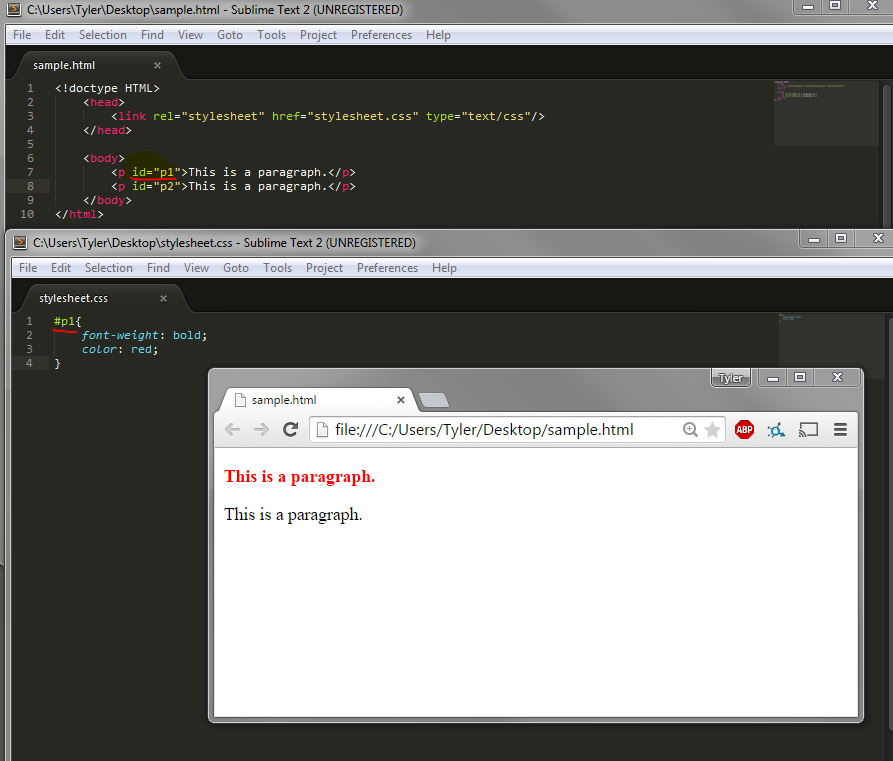 C:\Users\Tyler\Desktop\sample.html - Sublime Text 2 (UNREGISTERED)
File Edit Selection Find View Goto Tools Project Preferences Help
sample.html
1 <!doctype HTML>
2 <head>
3 <link rel="stylesheet" href="stylesheet.css" type="text/css"/>
4 </head>
5
6 <body>
7 <p id="p1">This is a paragraph.</p>
8 <p id="p2">This is a paragraph.</p>
9 </body>
10 </html>
C:\Users\Tyler\Desktop\stylesheet.css - Sublime Text 2 (UNREGISTERED)
File Edit Selection Find View Goto Tools Project Preferences Help
stylesheet.css
1 #p1{
2 font-weight: bold;
3 color: red;
4 }
Tyler
sample.html
file:///C:/Users/Tyler/Desktop/sample.html ABP
This is a paragraph.
This is a paragraph.